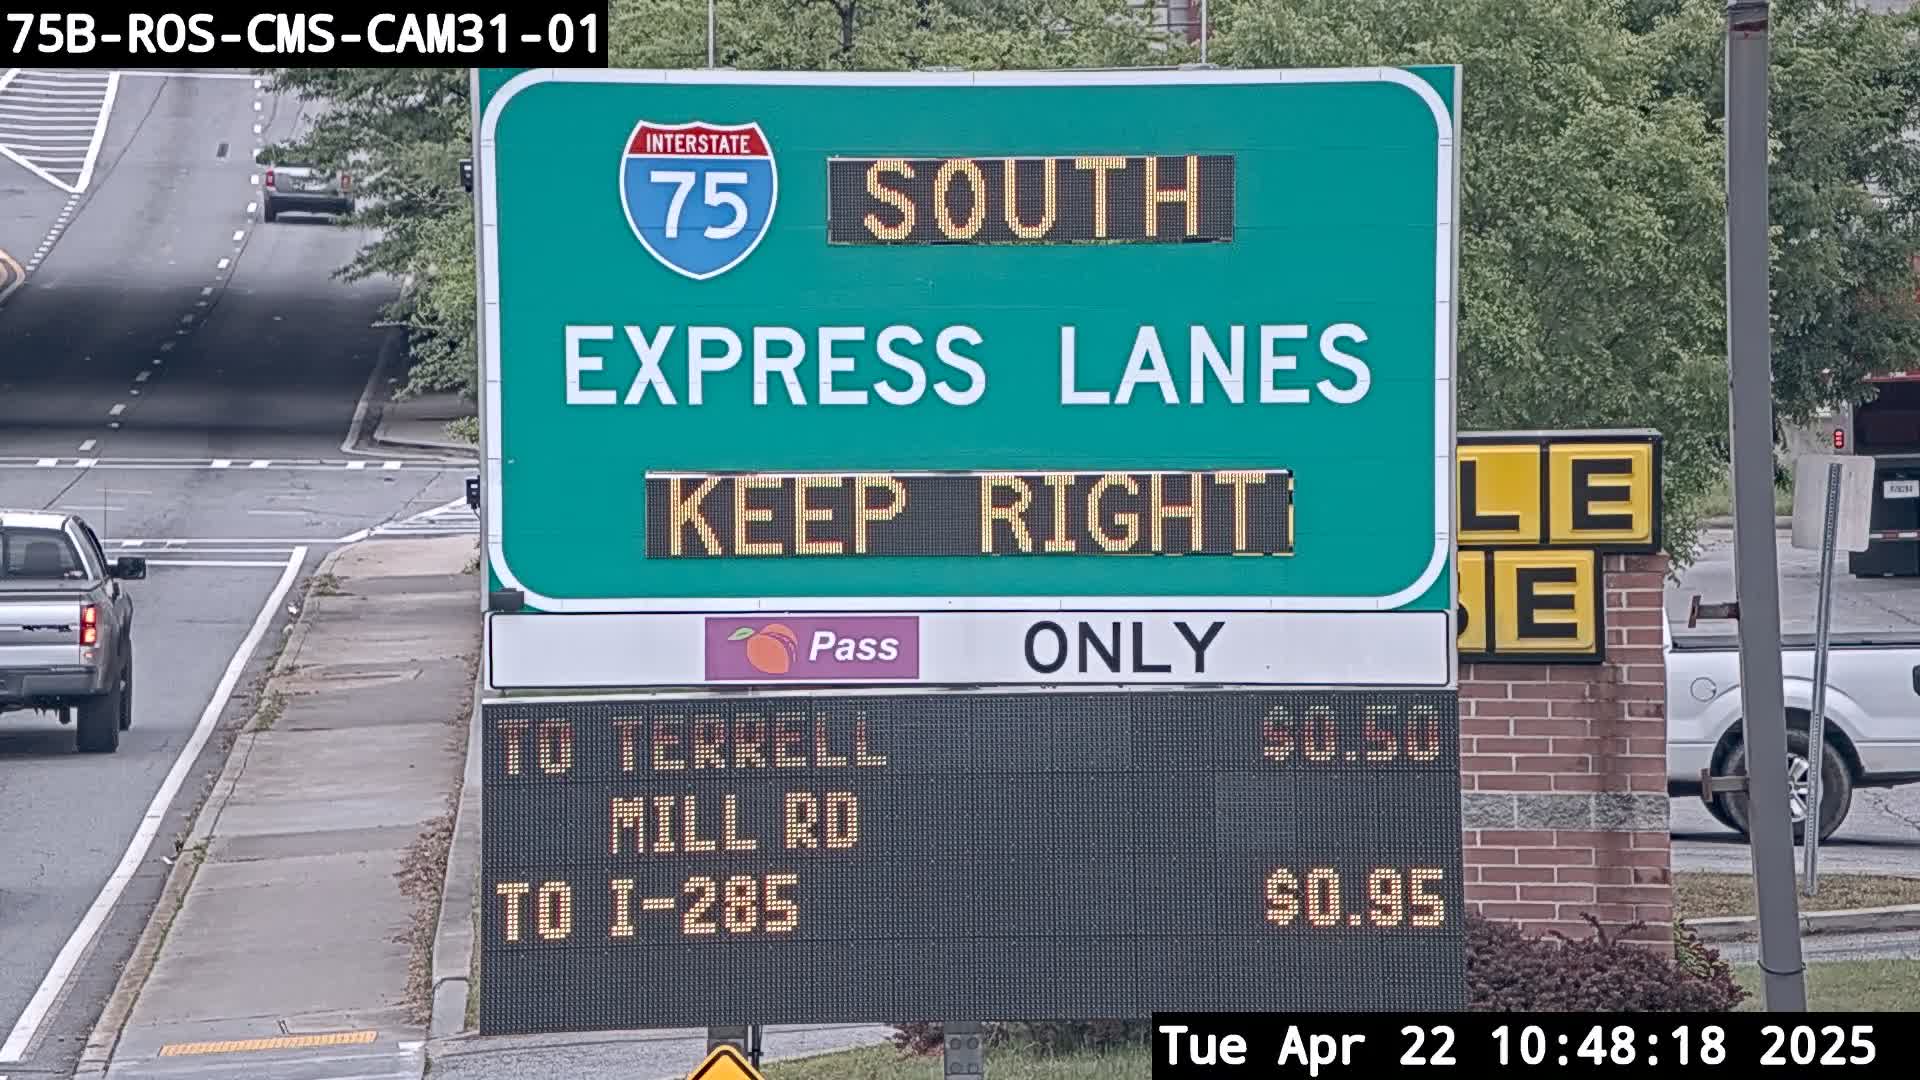 75B-ROS-CMS-CAM31-01
INTERSTATE
75
SOUTH
EXPRESS LANES
KEEP RIGHT
Pass ONLY
TO TERRELL $0.50
MILL RD
TO I-285 $0.95
LE
E
Tue Apr 22 10:48:18 2025